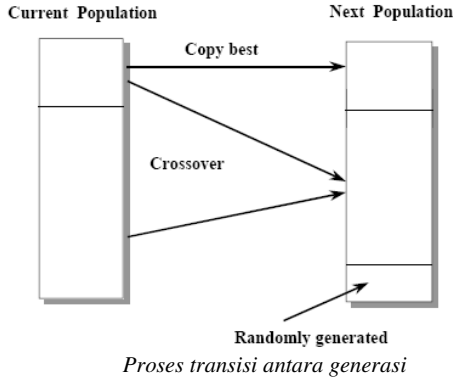 Current Population
Next Population
Copy best
Crossover
Randomly generated
Proses transisi antara generasi